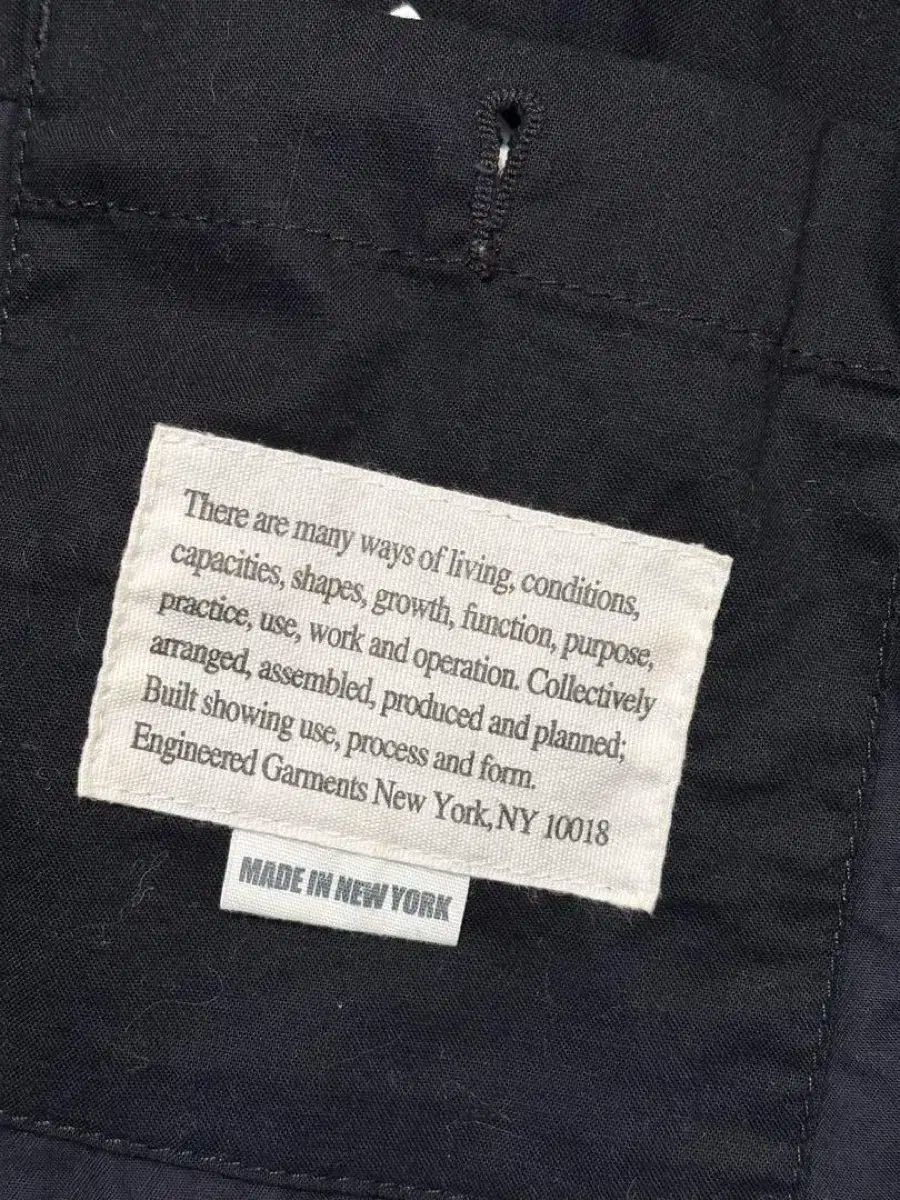 There are many ways of living, conditions,
capacities, shapes, growth, function, purpose,
practice, use, work and operation. Collectively
arranged, assembled, produced and planned;
Built showing use, process and form.
Engineered Garments New York, NY 10018
MADE IN NEW YORK